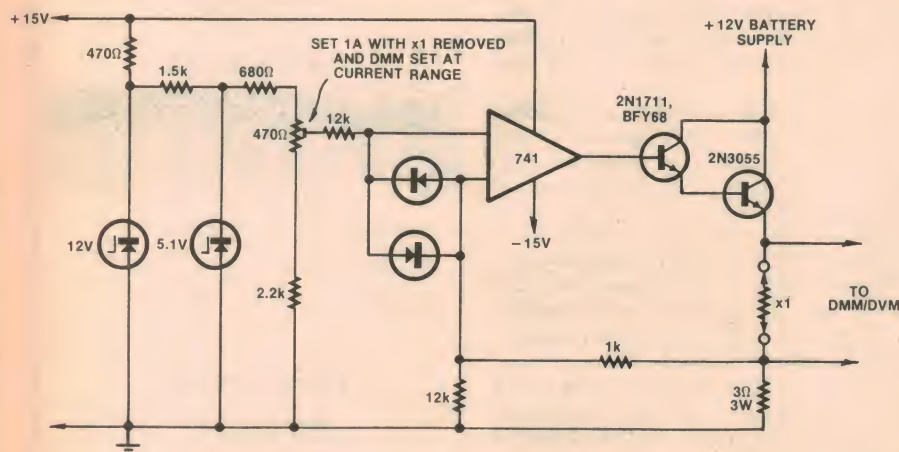 +15V
470Ω
1.5k
680Ω
SET 1A WITH x1 REMOVED
AND DMM SET AT
CURRENT RANGE
+12V BATTERY
SUPPLY
470Ω
12k
741
2N1711,
BFY68
2N3055
12V
5.1V
−15V
2.2k
x1
TO
DMM/DVM
1k
12k
3Ω
3W